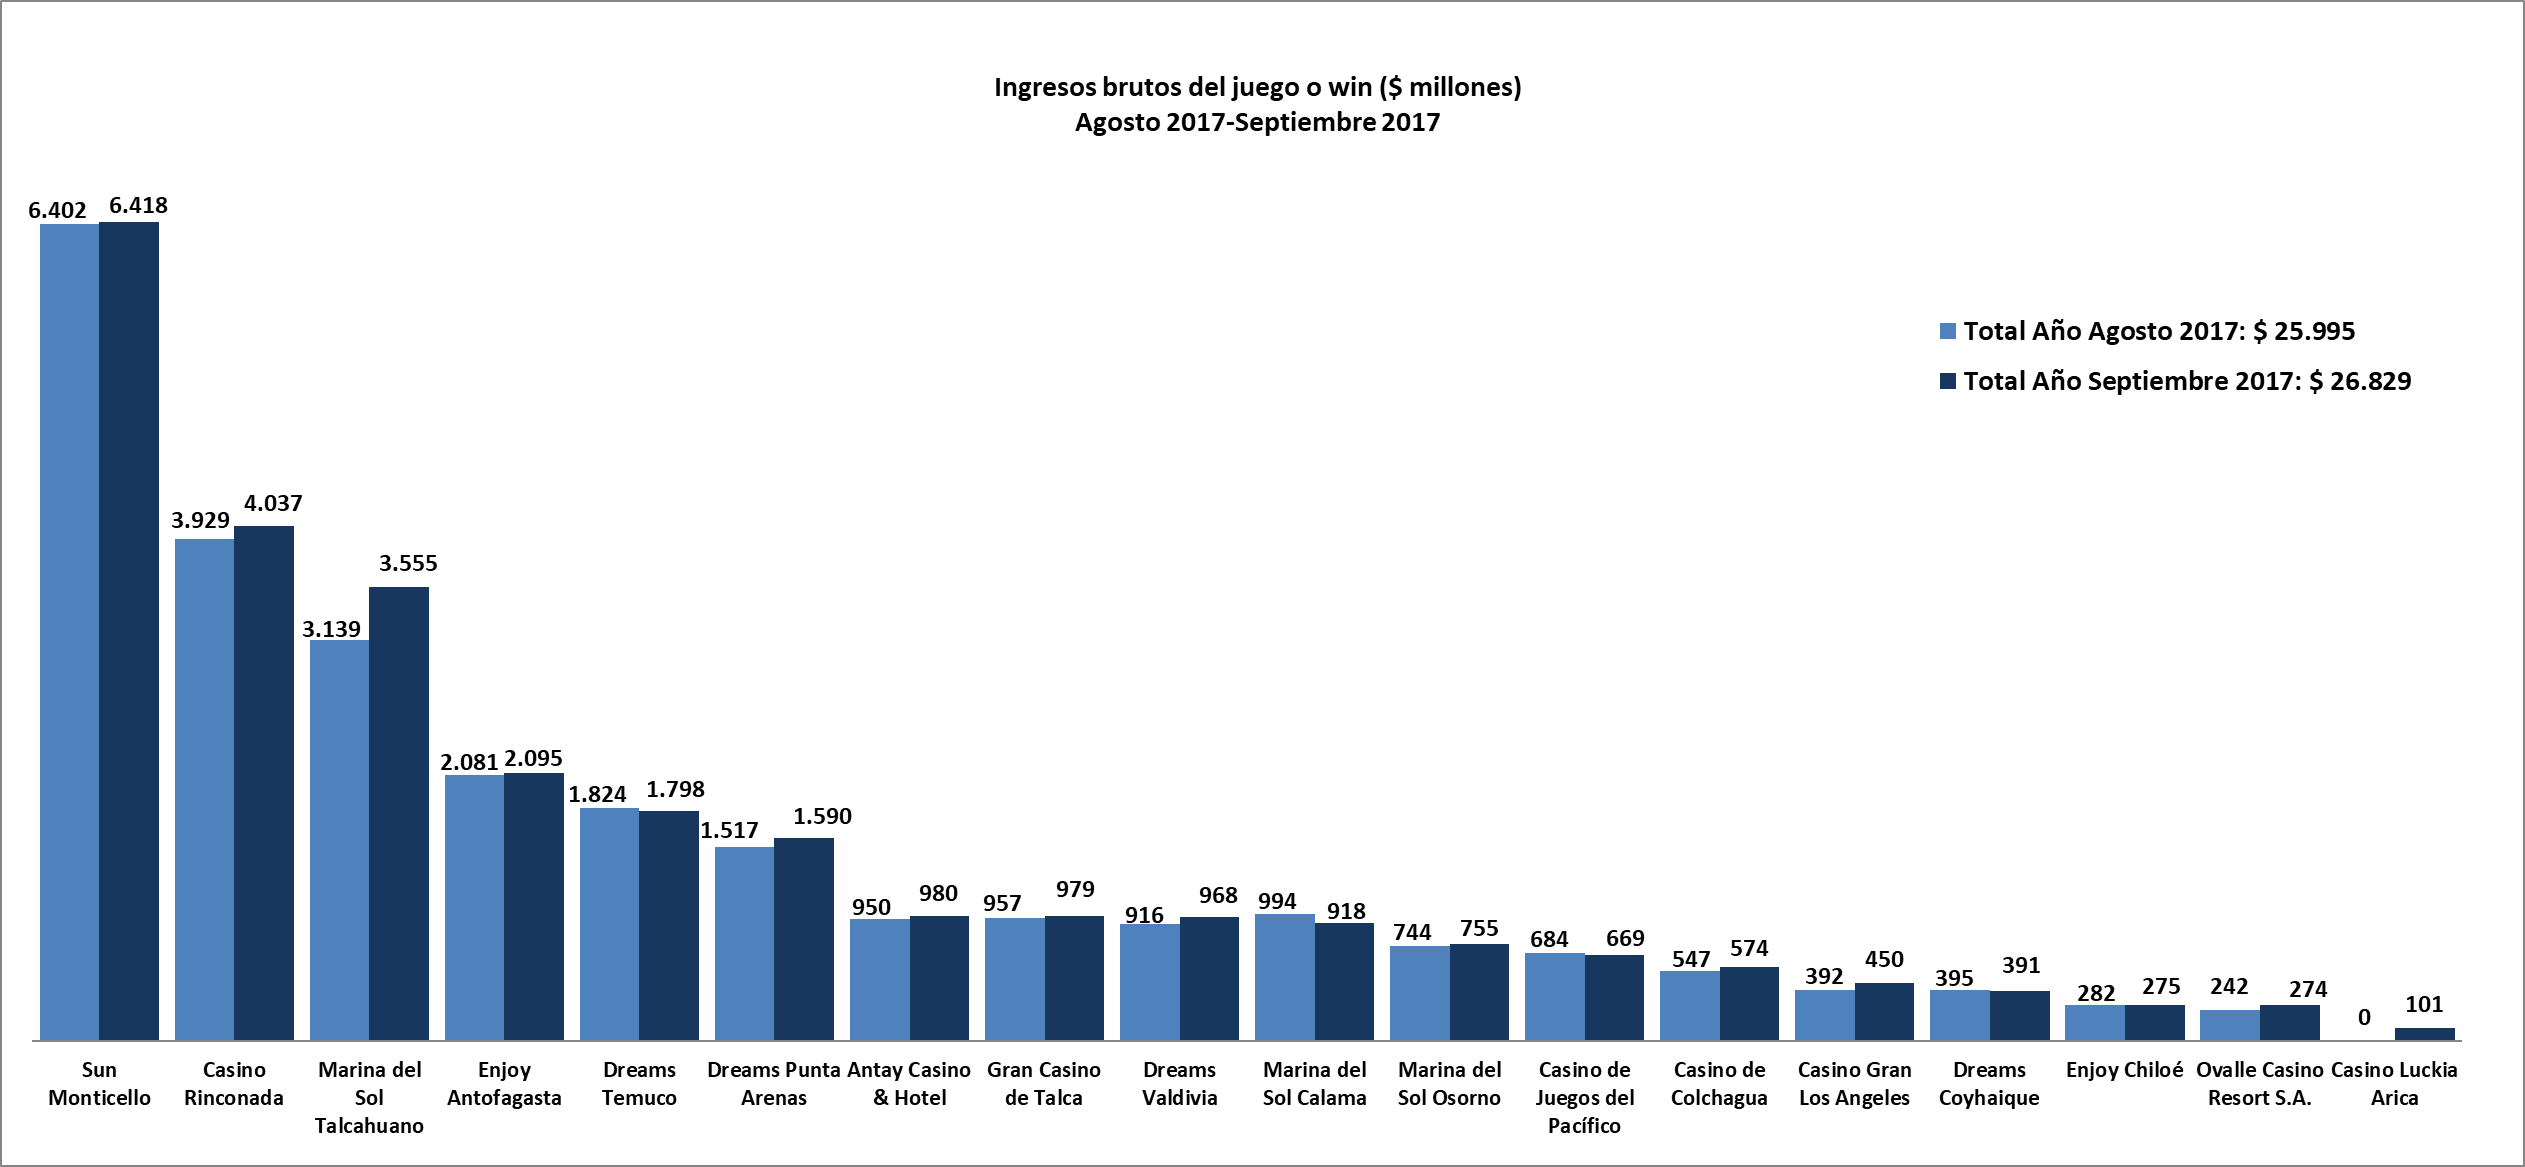 Ingresos brutos del juego o win ($ millones)
Agosto 2017-Septiembre 2017
Total Año Agosto 2017: $ 25.995
Total Año Septiembre 2017: $ 26.829
6.402 6.418
3.929 4.037
3.139 3.555
2.081 2.095
1.824 1.798
1.517 1.590
950 980
957 979
916 968
994 918
744 755
684 669
547 574
392 450
395 391
282 275
242 274
0 101
Sun
Monticello
Casino
Rinconada
Marina del
Sol
Talcahuano
Enjoy
Antofagasta
Dreams
Temuco
Dreams Punta
Arenas
Antay Casino
& Hotel
Gran Casino
de Talca
Dreams
Valdivia
Marina del
Sol Calama
Marina del
Sol Osorno
Casino de
Juegos del
Pacífico
Casino de
Colchagua
Casino Gran
Los Angeles
Dreams
Coyhaique
Enjoy Chiloé
Ovalle Casino
Resort S.A.
Casino Luckia
Arica